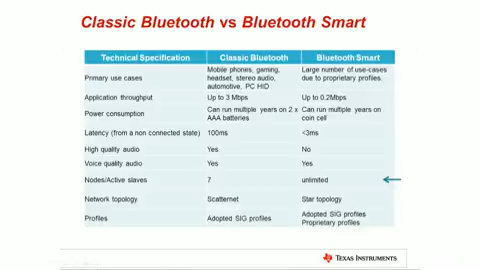 Classic Bluetooth vs Bluetooth Smart
Technical Specification Classic Bluetooth Bluetooth Smart
Primary use cases Mobile phones, gaming, headset, stereo audio, automotive, PC HID Large number of use-cases due to proprietary profiles.
Application throughput Up to 3 Mbps Up to 0.2Mbps
Power consumption Can run multiple years on 2 x AAA batteries Can run multiple years on coin cell
Latency (from a non connected state) 100ms <3ms
High quality audio Yes No
Voice quality audio Yes Yes
Nodes/Active slaves 7 unlimited
Network topology Scatternet Star topology
Profiles Adopted SIG profiles Adopted SIG profiles Proprietary profiles
TEXAS INSTRUMENTS